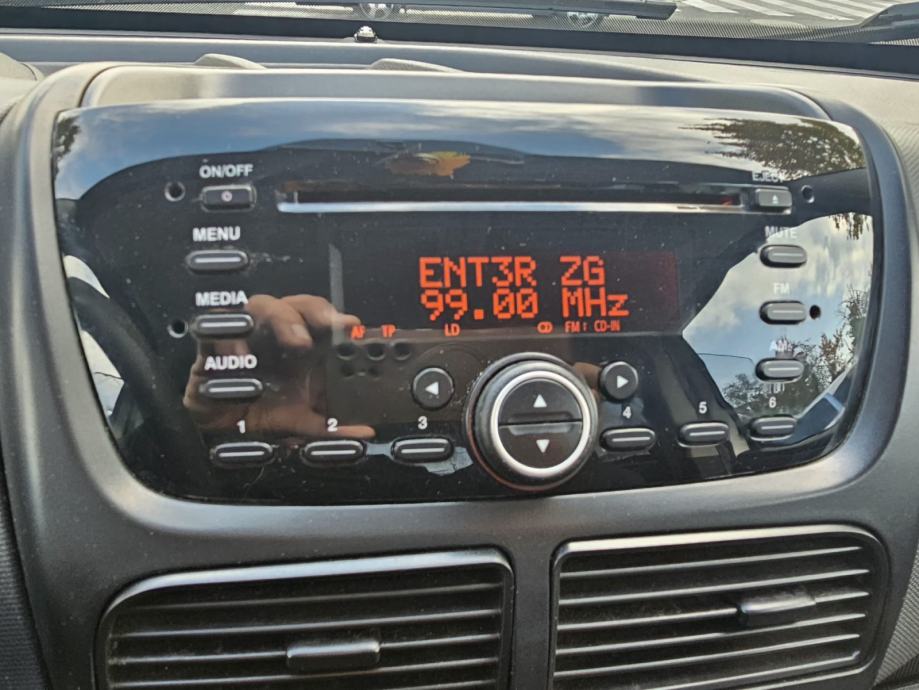 ON/OFF
EJECT
MENU
MUTE
ENT3R ZG
MEDIA
FM
99.00 MHz
AF TP LD CD FM↑ CD-IN
AUDIO
AM
1
2
3
4
5
6